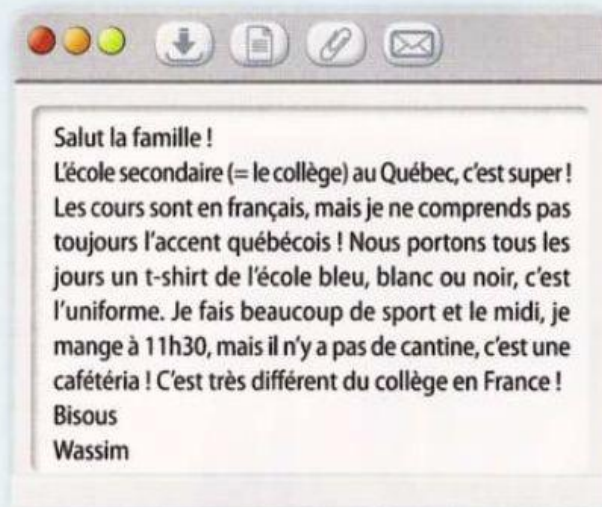 Salut la famille !
L'école secondaire (= le collège) au Québec, c'est super !
Les cours sont en français, mais je ne comprends pas
toujours l'accent québécois ! Nous portons tous les
jours un t-shirt de l'école bleu, blanc ou noir, c'est
l'uniforme. Je fais beaucoup de sport et le midi, je
mange à 11h30, mais il n'y a pas de cantine, c'est une
cafétéria ! C'est très différent du collège en France !
Bisous
Wassim